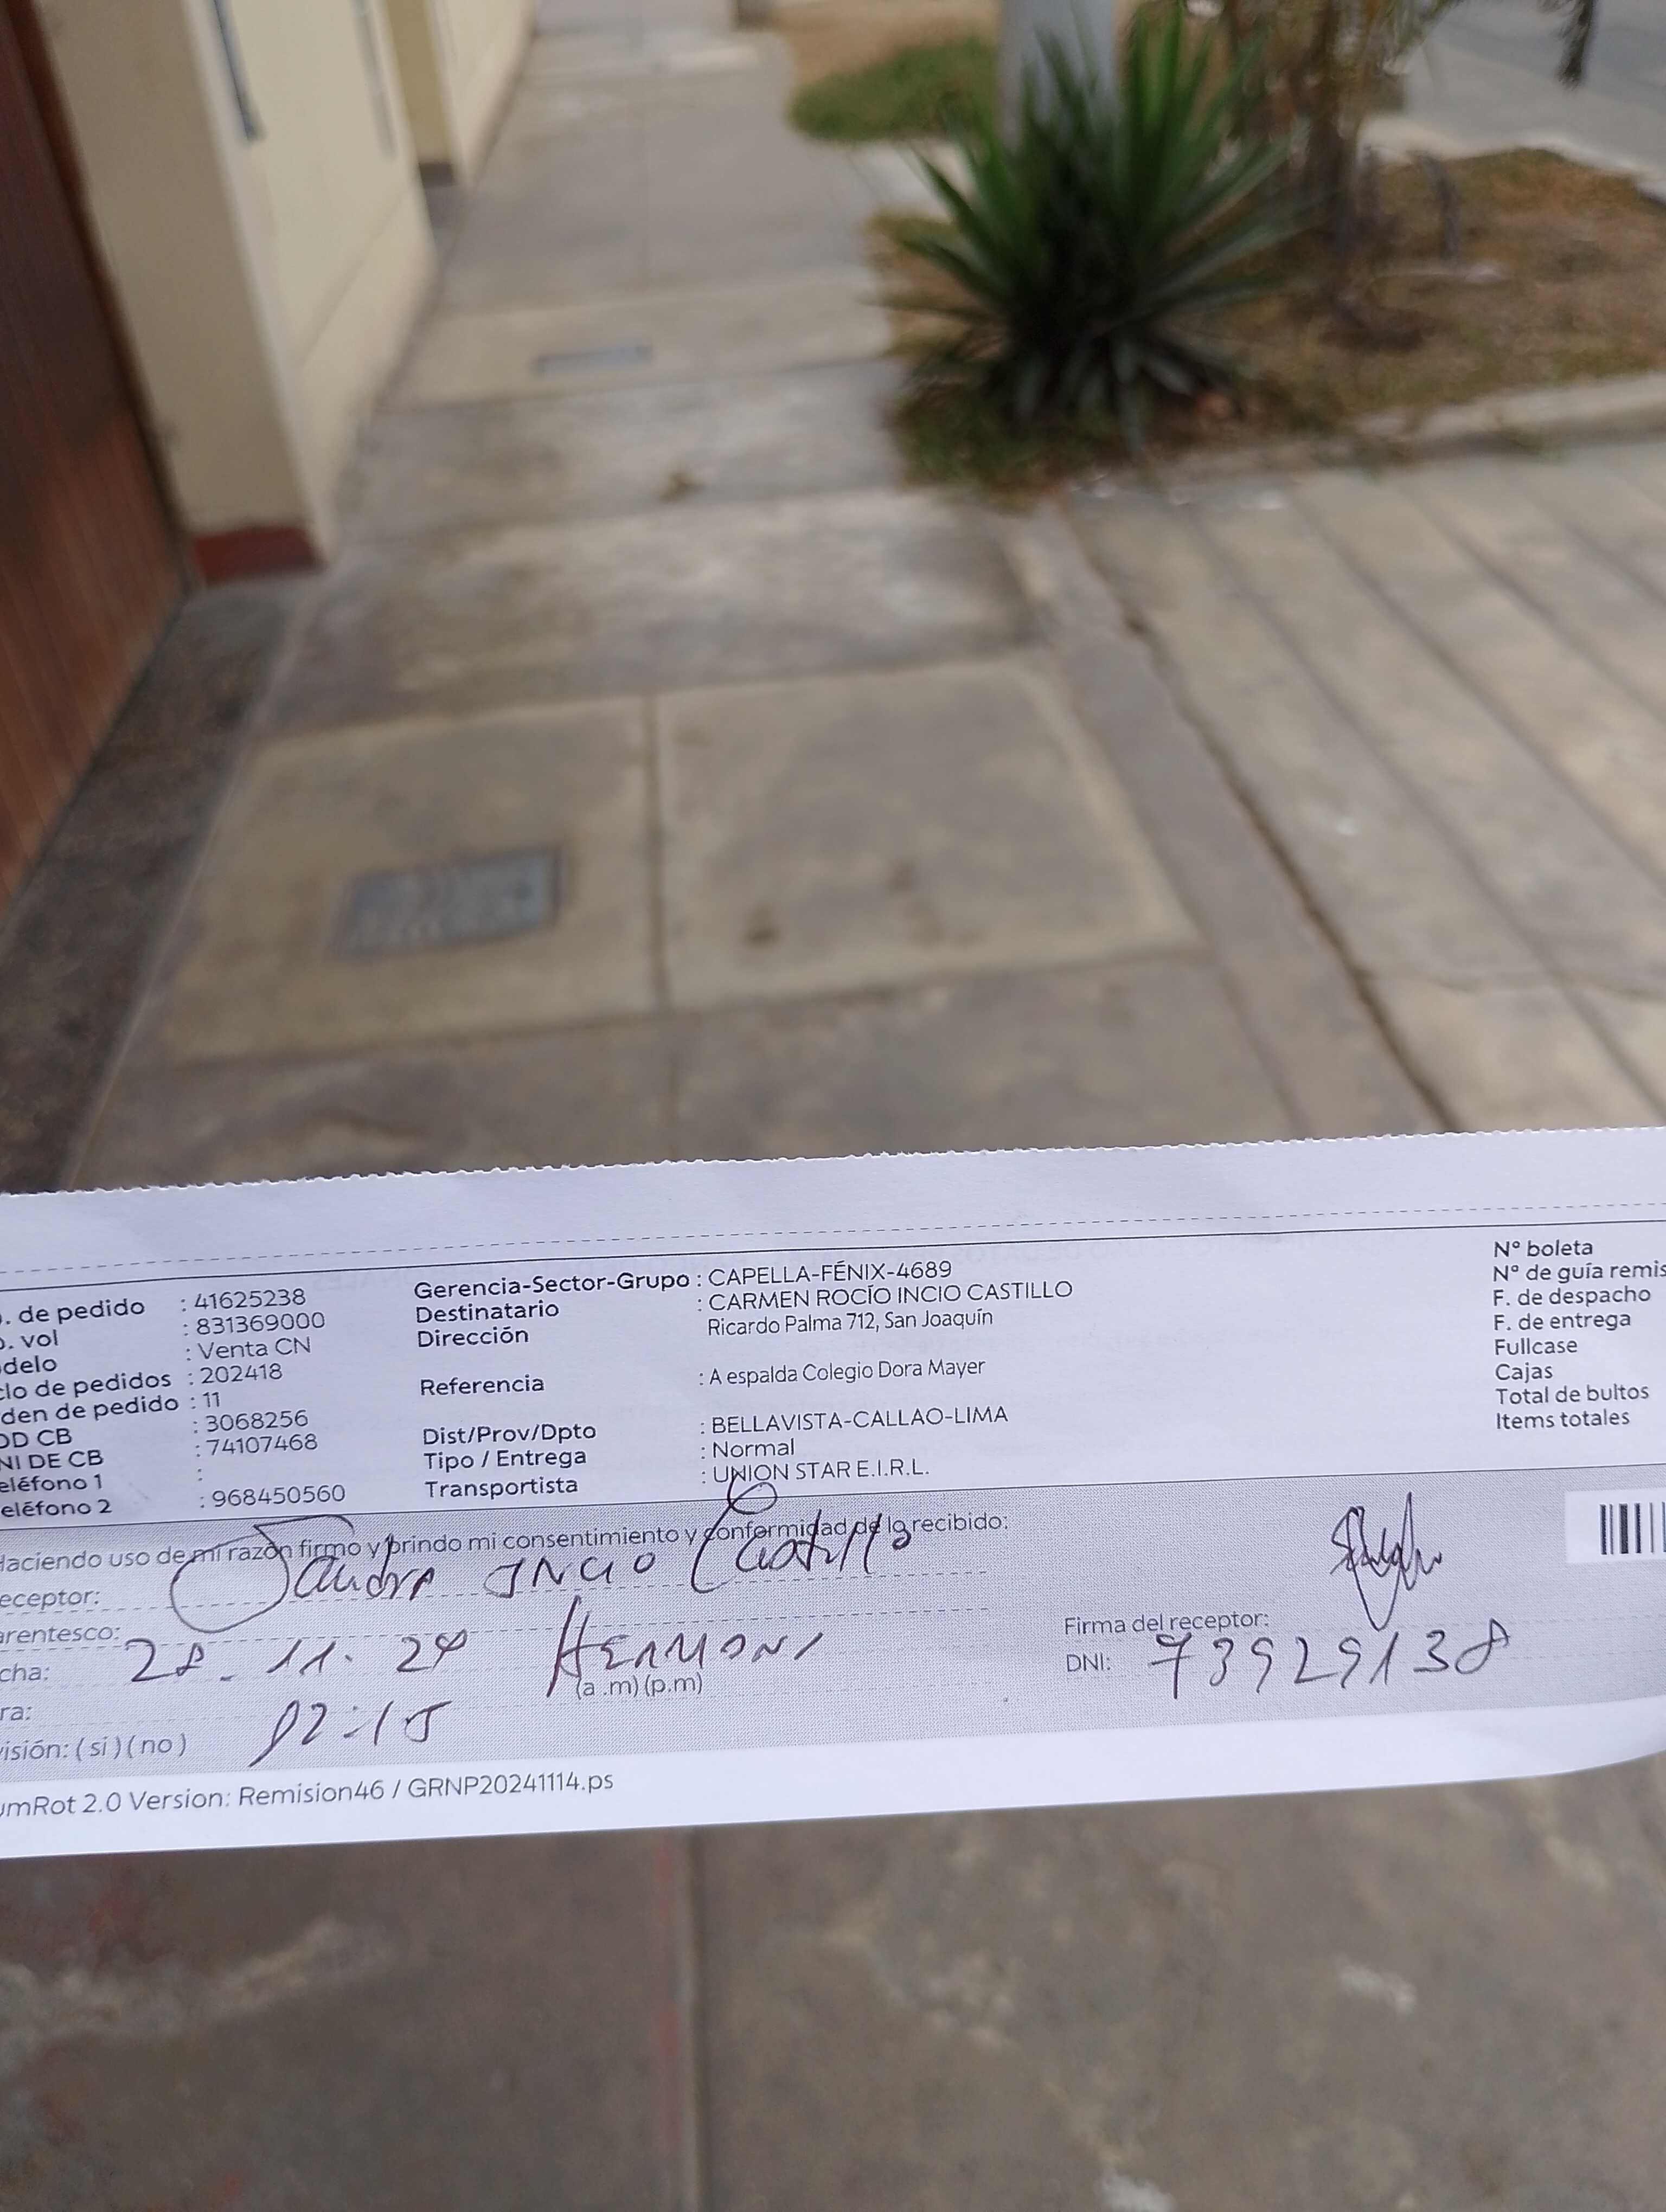 . de pedido : 41625238
. vol : 831369000
delo : Venta CN
lo de pedidos : 202418
den de pedido : 11
OD CB : 3068256
NI DE CB : 74107468
eléfono 1 :
eléfono 2 : 968450560
Gerencia-Sector-Grupo : CAPELLA-FÉNIX-4689
Destinatario : CARMEN ROCÍO INCIO CASTILLO
Dirección Ricardo Palma 712, San Joaquín
Referencia : A espalda Colegio Dora Mayer
Dist/Prov/Dpto : BELLAVISTA-CALLAO-LIMA
Tipo / Entrega : Normal
Transportista : UNION STAR E.I.R.L.
Nº boleta
Nº de guía remis
F. de despacho
F. de entrega
Fullcase
Cajas
Total de bultos
Items totales
Haciendo uso de mi razón firmo y brindo mi consentimiento y conformidad de lo recibido:
eceptor: Sandra INCIO Castillo
arentesco: HERMONA
cha: 28.11.24
(a .m) (p.m)
ra: 12:15
visión: ( si ) ( no )
Firma del receptor:
DNI: 73929138
umRot 2.0 Version: Remision46 / GRNP20241114.ps